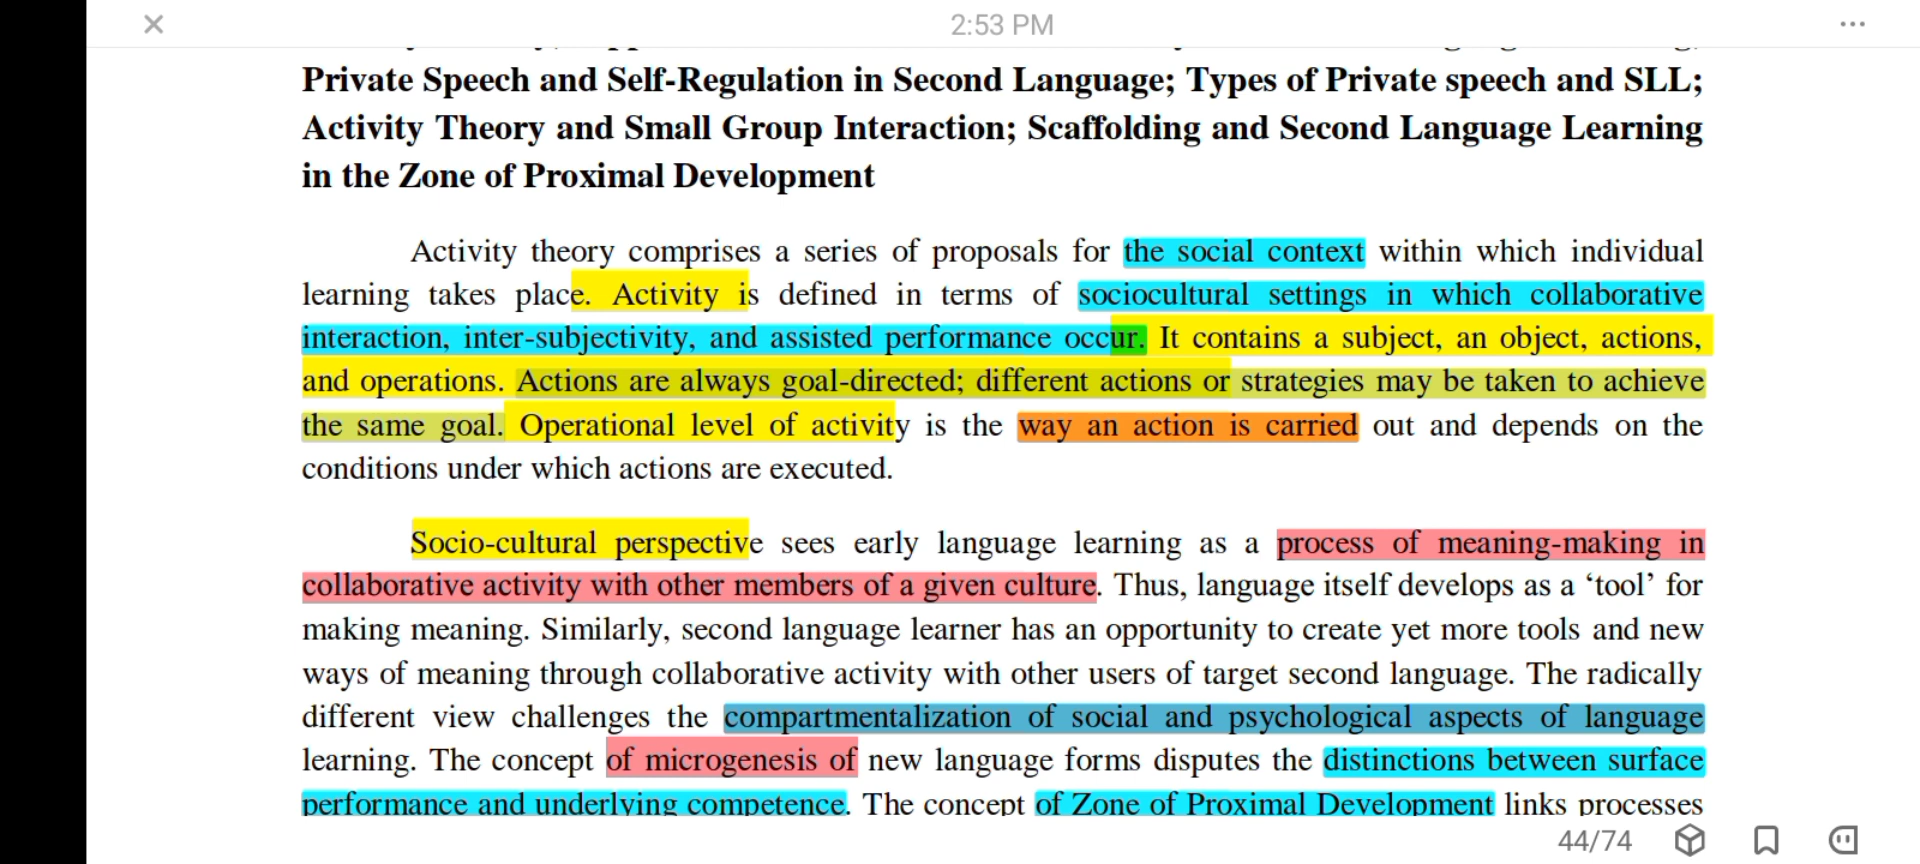 2:53 PM
Private Speech and Self-Regulation in Second Language; Types of Private speech and SLL;
Activity Theory and Small Group Interaction; Scaffolding and Second Language Learning
in the Zone of Proximal Development
Activity theory comprises a series of proposals for the social context within which individual
learning takes place. Activity is defined in terms of sociocultural settings in which collaborative
interaction, inter-subjectivity, and assisted performance occur. It contains a subject, an object, actions,
and operations. Actions are always goal-directed; different actions or strategies may be taken to achieve
the same goal. Operational level of activity is the way an action is carried out and depends on the
conditions under which actions are executed.
Socio-cultural perspective sees early language learning as a process of meaning-making in
collaborative activity with other members of a given culture. Thus, language itself develops as a ‘tool’ for
making meaning. Similarly, second language learner has an opportunity to create yet more tools and new
ways of meaning through collaborative activity with other users of target second language. The radically
different view challenges the compartmentalization of social and psychological aspects of language
learning. The concept of microgenesis of new language forms disputes the distinctions between surface
performance and underlying competence. The concept of Zone of Proximal Development links processes
44/74